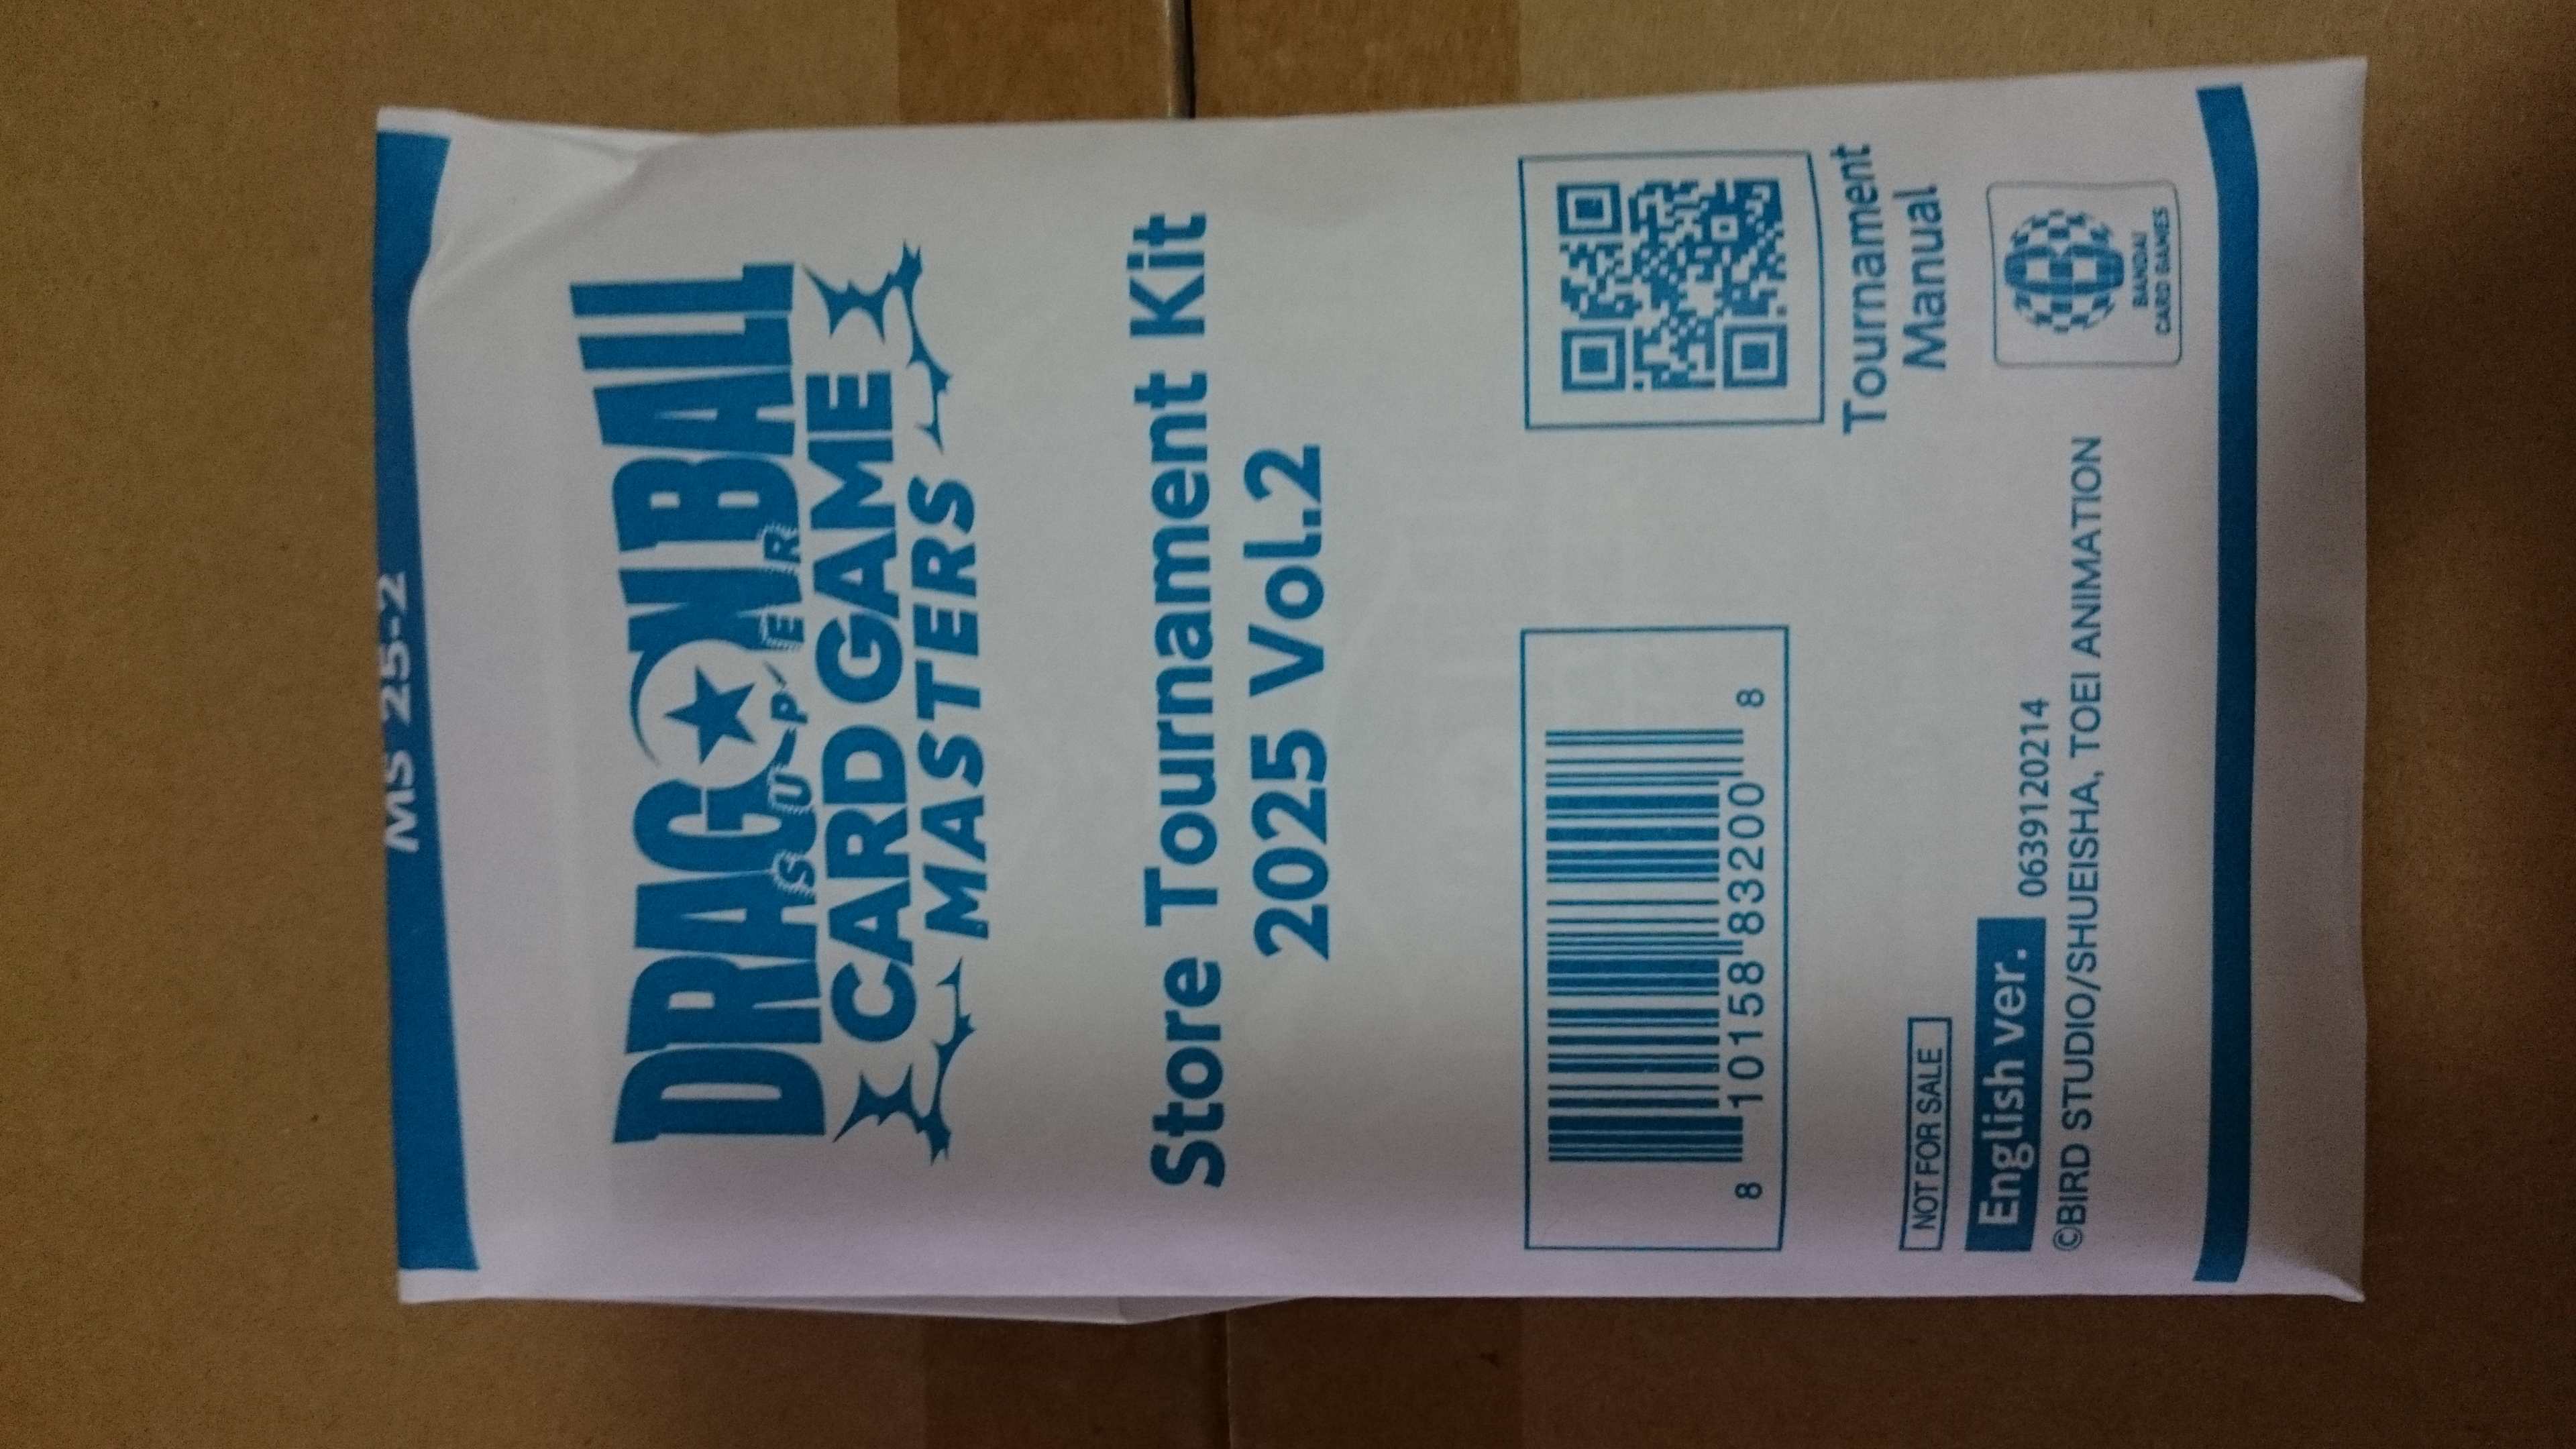 MS 25-2
DRAGON BALL
SUPER
CARD GAME
MASTERS
Store Tournament Kit
2025 Vol.2
8 10158 83200 8
Tournament
Manual
NOT FOR SALE
English ver. 0639120214
©BIRD STUDIO/SHUEISHA, TOEI ANIMATION
BANDAI
CARD GAMES